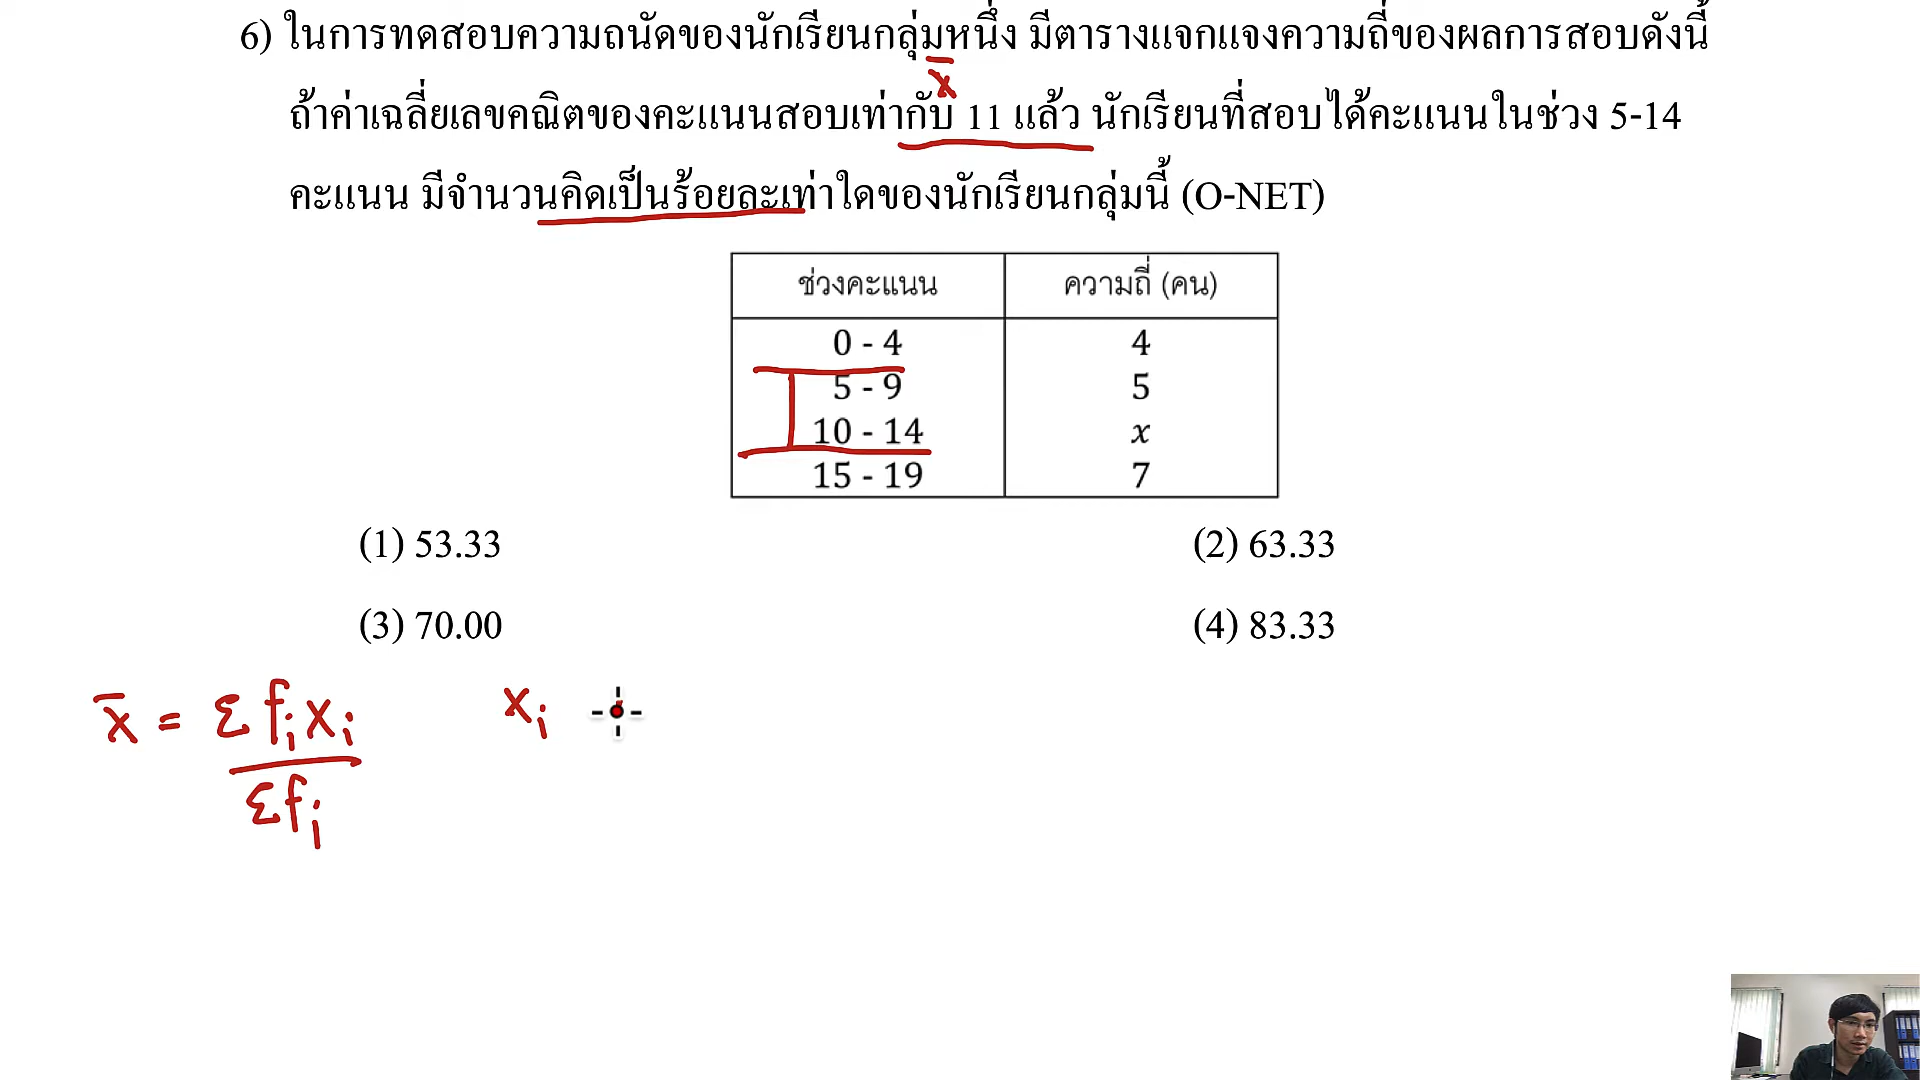 6) ในการทดสอบความถนัดของนักเรียนกลุ่มหนึ่ง มีตารางแจกแจงความถี่ของผลการสอบดังนี้
x̄
ถ้าค่าเฉลี่ยเลขคณิตของคะแนนสอบเท่ากับ 11 แล้ว นักเรียนที่สอบได้คะแนนในช่วง 5-14
คะแนน มีจำนวนคิดเป็นร้อยละเท่าใดของนักเรียนกลุ่มนี้ (O-NET)
ช่วงคะแนน ความถี่ (คน)
0 - 4 4
5 - 9 5
10 - 14 x
15 - 19 7
(1) 53.33 (2) 63.33
(3) 70.00 (4) 83.33
x̄ = Σ fᵢxᵢ xᵢ
Σfᵢ